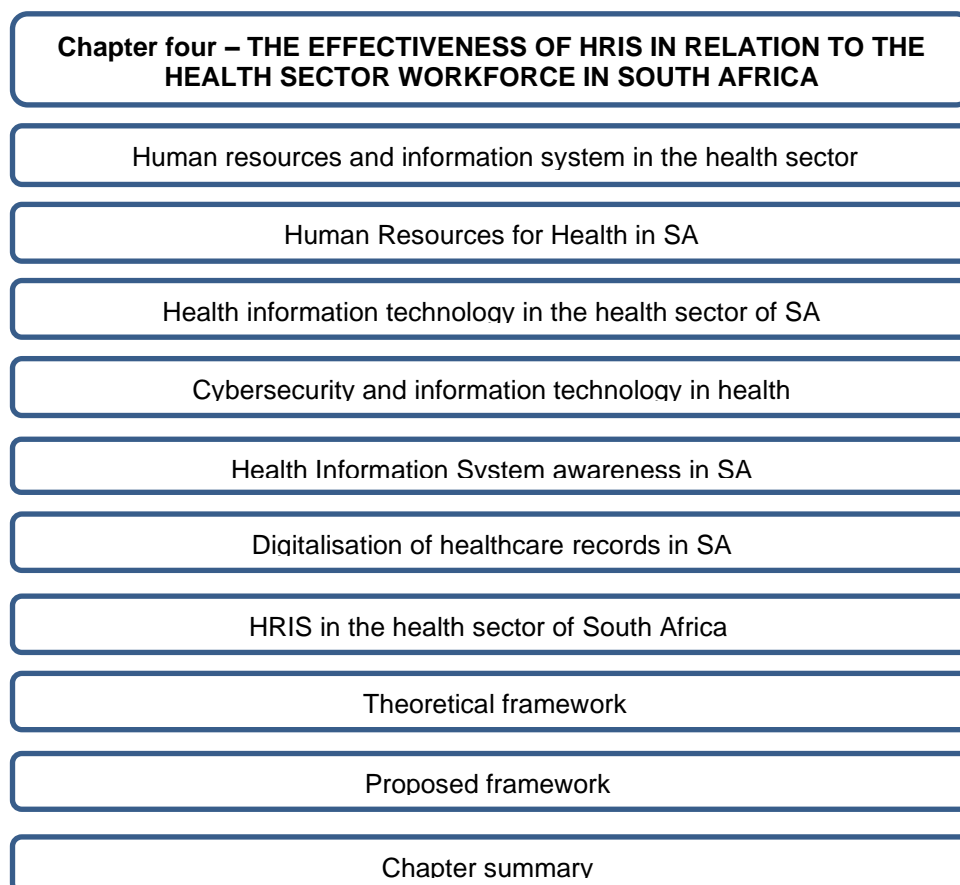 Chapter four – THE EFFECTIVENESS OF HRIS IN RELATION TO THE
HEALTH SECTOR WORKFORCE IN SOUTH AFRICA
Human resources and information system in the health sector
Human Resources for Health in SA
Health information technology in the health sector of SA
Cybersecurity and information technology in health
Health Information System awareness in SA
Digitalisation of healthcare records in SA
HRIS in the health sector of South Africa
Theoretical framework
Proposed framework
Chapter summary